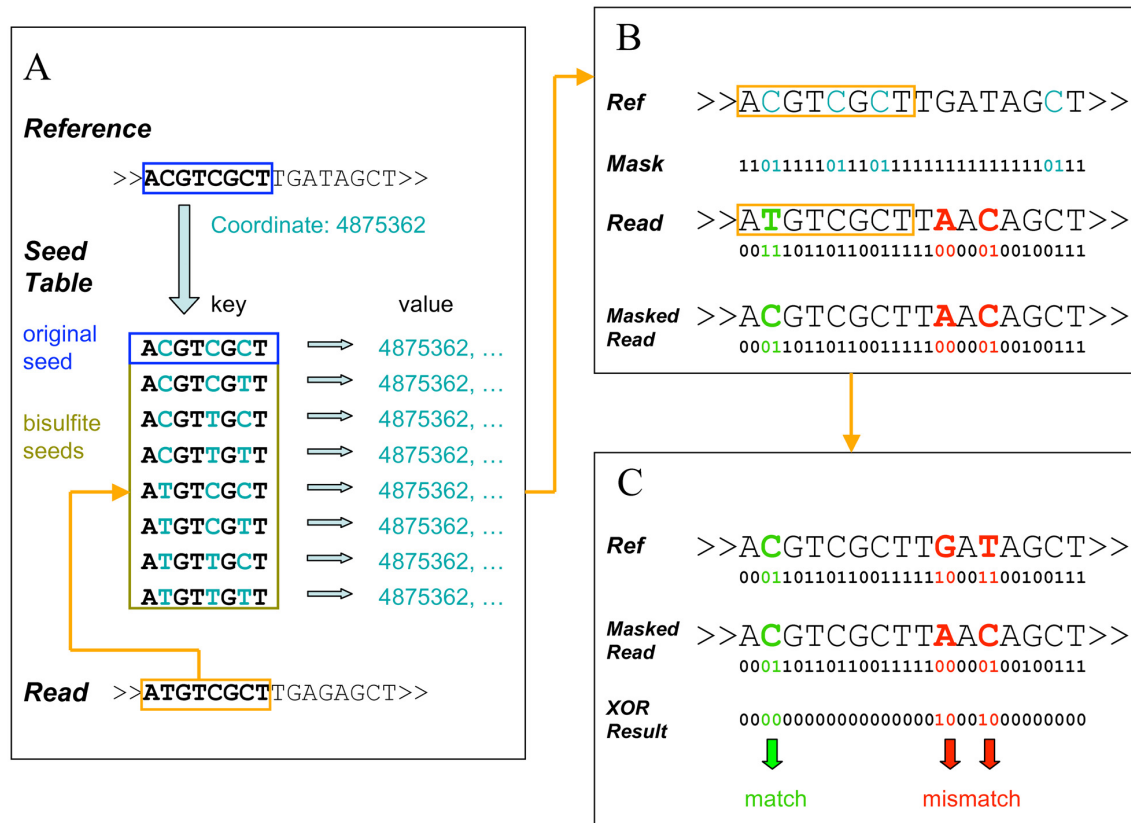 A
Reference
>>ACGTCGCTTGATAGCT>>
Coordinate: 4875362
Seed
Table
key value
original
seed
ACGTCGCT 4875362, …
ACGTCGTT 4875362, …
bisulfite
seeds
ACGTTGCT 4875362, …
ACGTTGTT 4875362, …
ATGTCGCT 4875362, …
ATGTCGTT 4875362, …
ATGTTGCT 4875362, …
ATGTTGTT 4875362, …
Read >>ATGTCGCTTGAGAGCT>>
B
Ref >>ACGTCGCTTGATAGCT>>
Mask 11011111011101111111111111110111
Read >>ATGTCGCTTAACAGCT>>
00111011011001111100000100100111
Masked
Read
>>ACGTCGCTTAACAGCT>>
00011011011001111100000100100111
C
Ref >>ACGTCGCTTGATAGCT>>
00011011011001111110001100100111
Masked
Read
>>ACGTCGCTTAACAGCT>>
00011011011001111100000100100111
XOR
Result
00000000000000000010001000000000
match mismatch